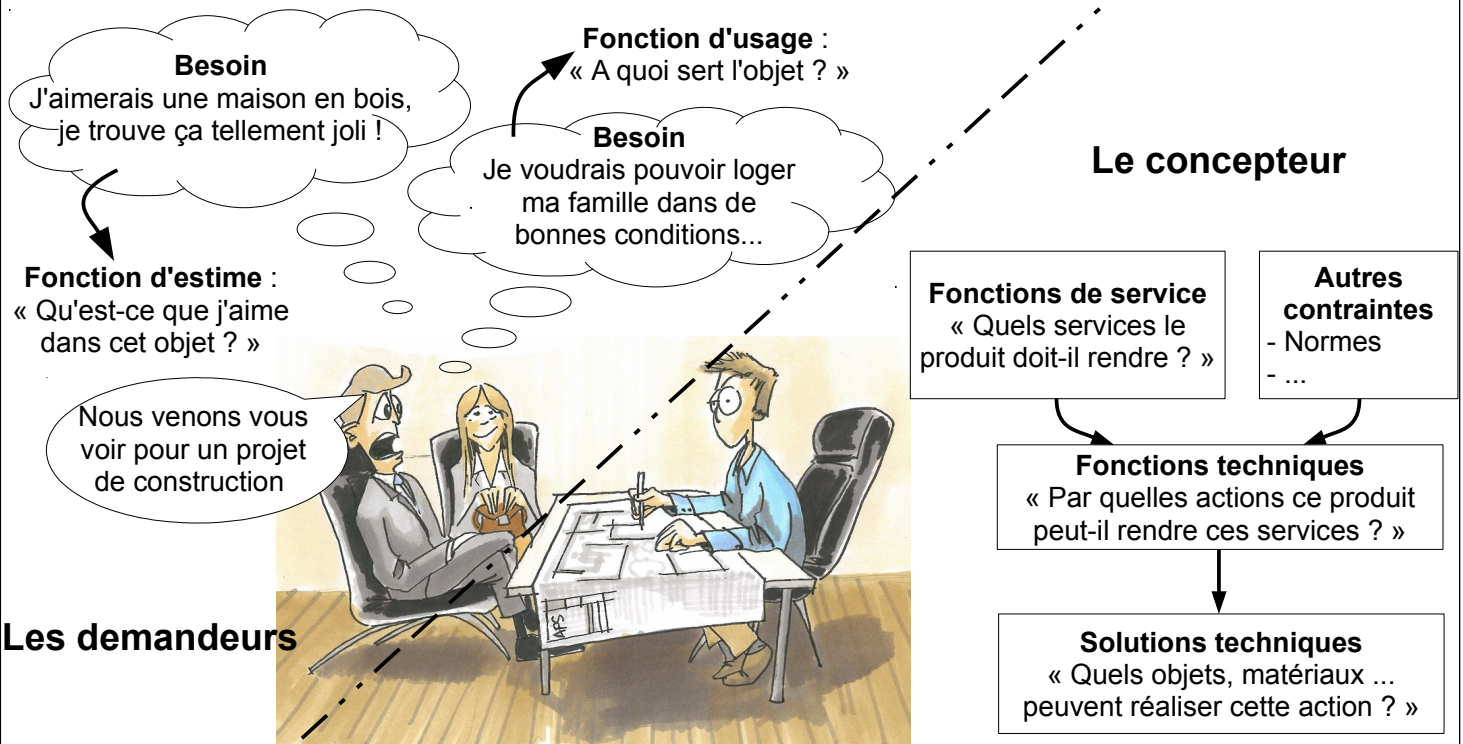 Besoin
J'aimerais une maison en bois,
je trouve ça tellement joli !
Fonction d'usage :
« A quoi sert l'objet ? »
Besoin
Je voudrais pouvoir loger
ma famille dans de
bonnes conditions...
Fonction d'estime :
« Qu'est-ce que j'aime
dans cet objet ? »
Nous venons vous
voir pour un projet
de construction
Les demandeurs
APS
Le concepteur
Fonctions de service
« Quels services le
produit doit-il rendre ? »
Autres
contraintes
- Normes
- ...
Fonctions techniques
« Par quelles actions ce produit
peut-il rendre ces services ? »
Solutions techniques
« Quels objets, matériaux ...
peuvent réaliser cette action ? »